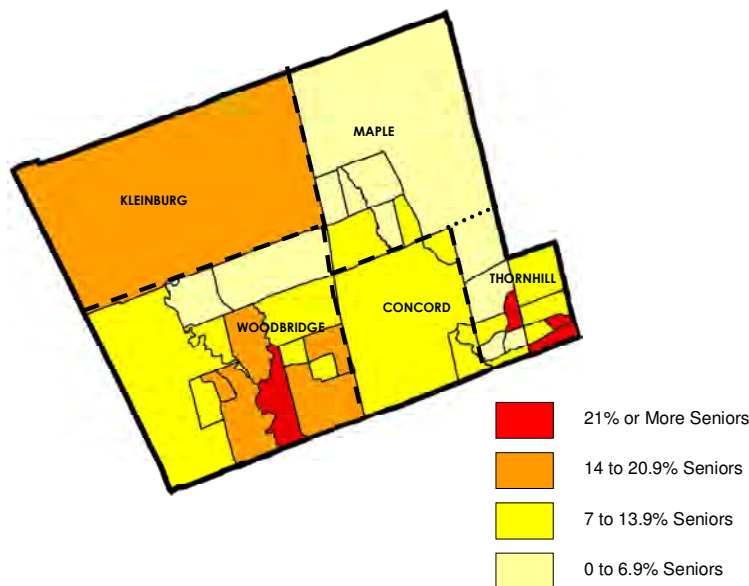 MAPLE
KLEINBURG
THORNHILL
CONCORD
WOODBRIDGE
21% or More Seniors
14 to 20.9% Seniors
7 to 13.9% Seniors
0 to 6.9% Seniors